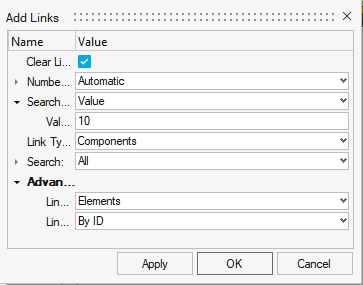 Add Links
Name Value
Clear Li...
Numbe... Automatic
Search... Value
Val... 10
Link Ty... Components
Search: All
Advan...
Lin... Elements
Lin... By ID
Apply OK Cancel